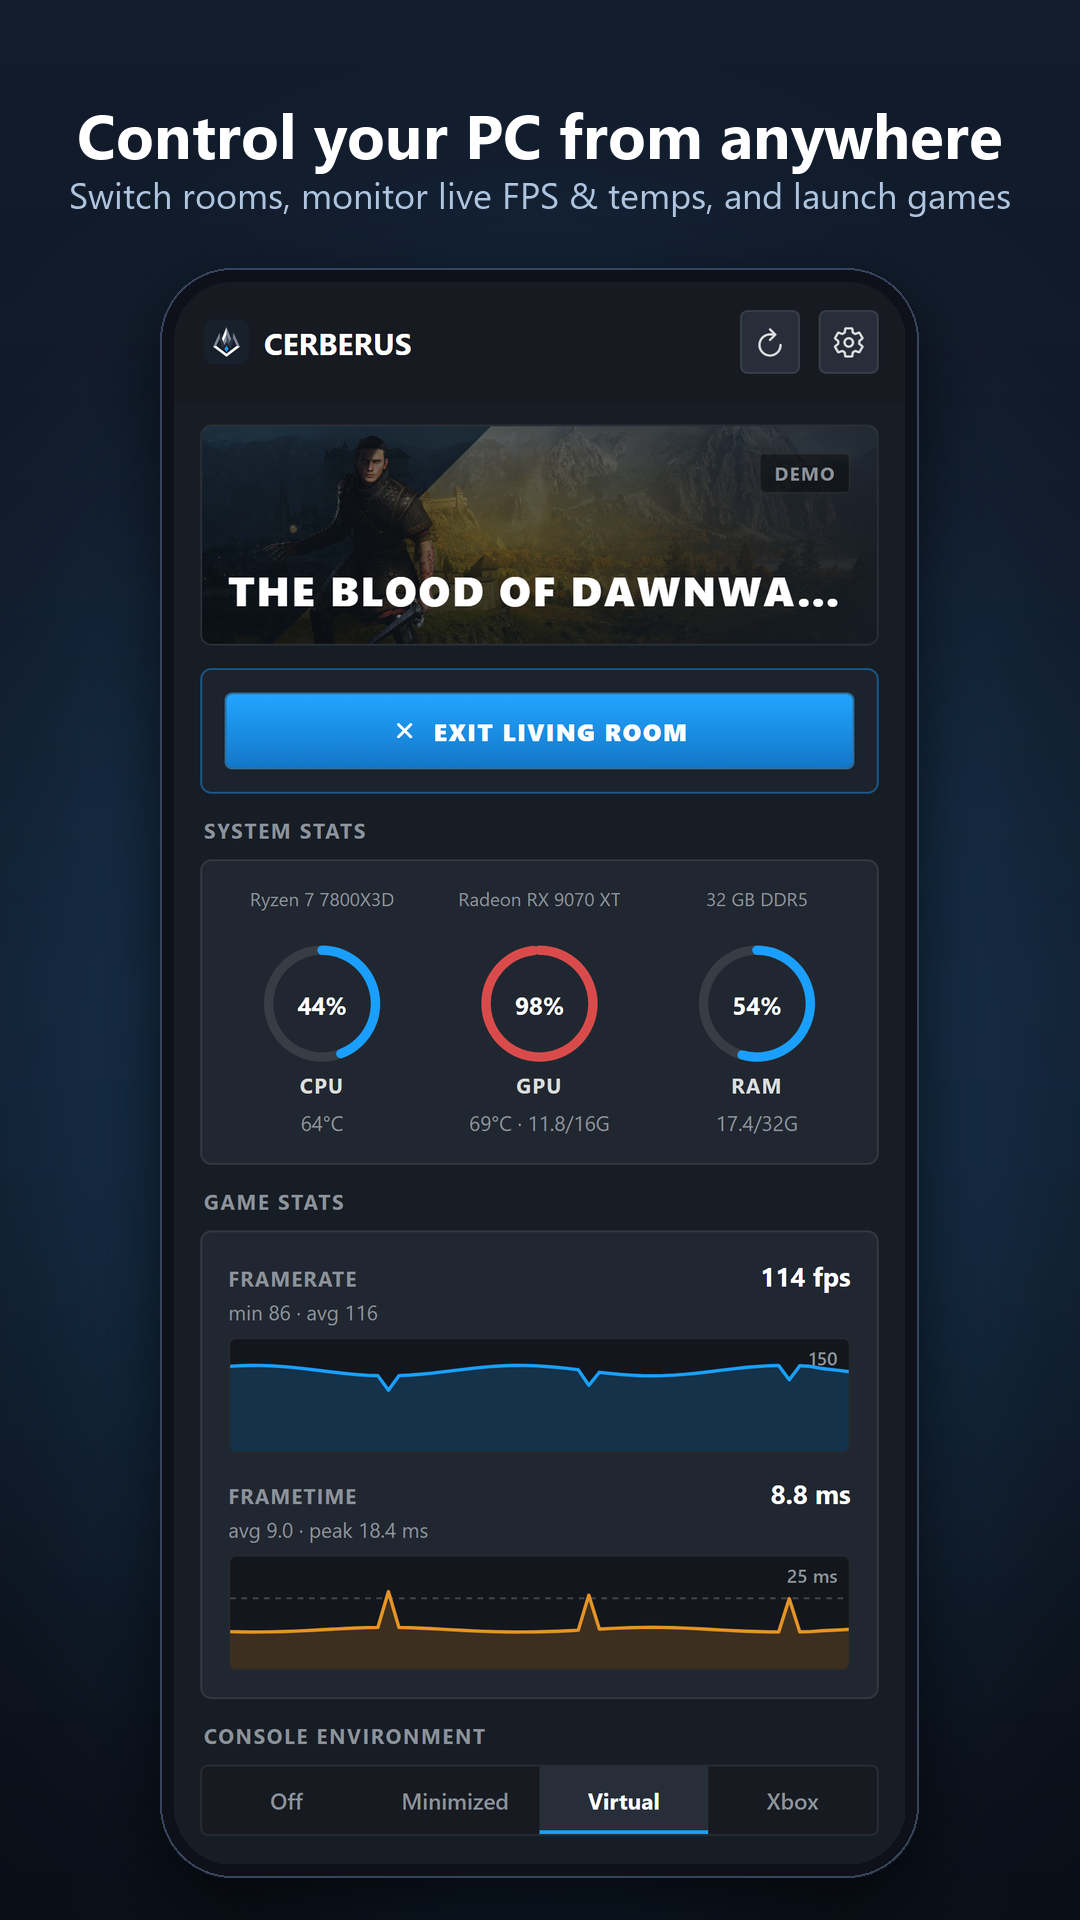 Control your PC from anywhere
Switch rooms, monitor live FPS & temps, and launch games
CERBERUS
DEMO
THE BLOOD OF DAWNWA...
✕ EXIT LIVING ROOM
SYSTEM STATS
Ryzen 7 7800X3D Radeon RX 9070 XT 32 GB DDR5
44% 98% 54%
CPU GPU RAM
64°C 69°C · 11.8/16G 17.4/32G
GAME STATS
FRAMERATE 114 fps
min 86 · avg 116
150
FRAMETIME 8.8 ms
avg 9.0 · peak 18.4 ms
25 ms
CONSOLE ENVIRONMENT
Off Minimized Virtual Xbox